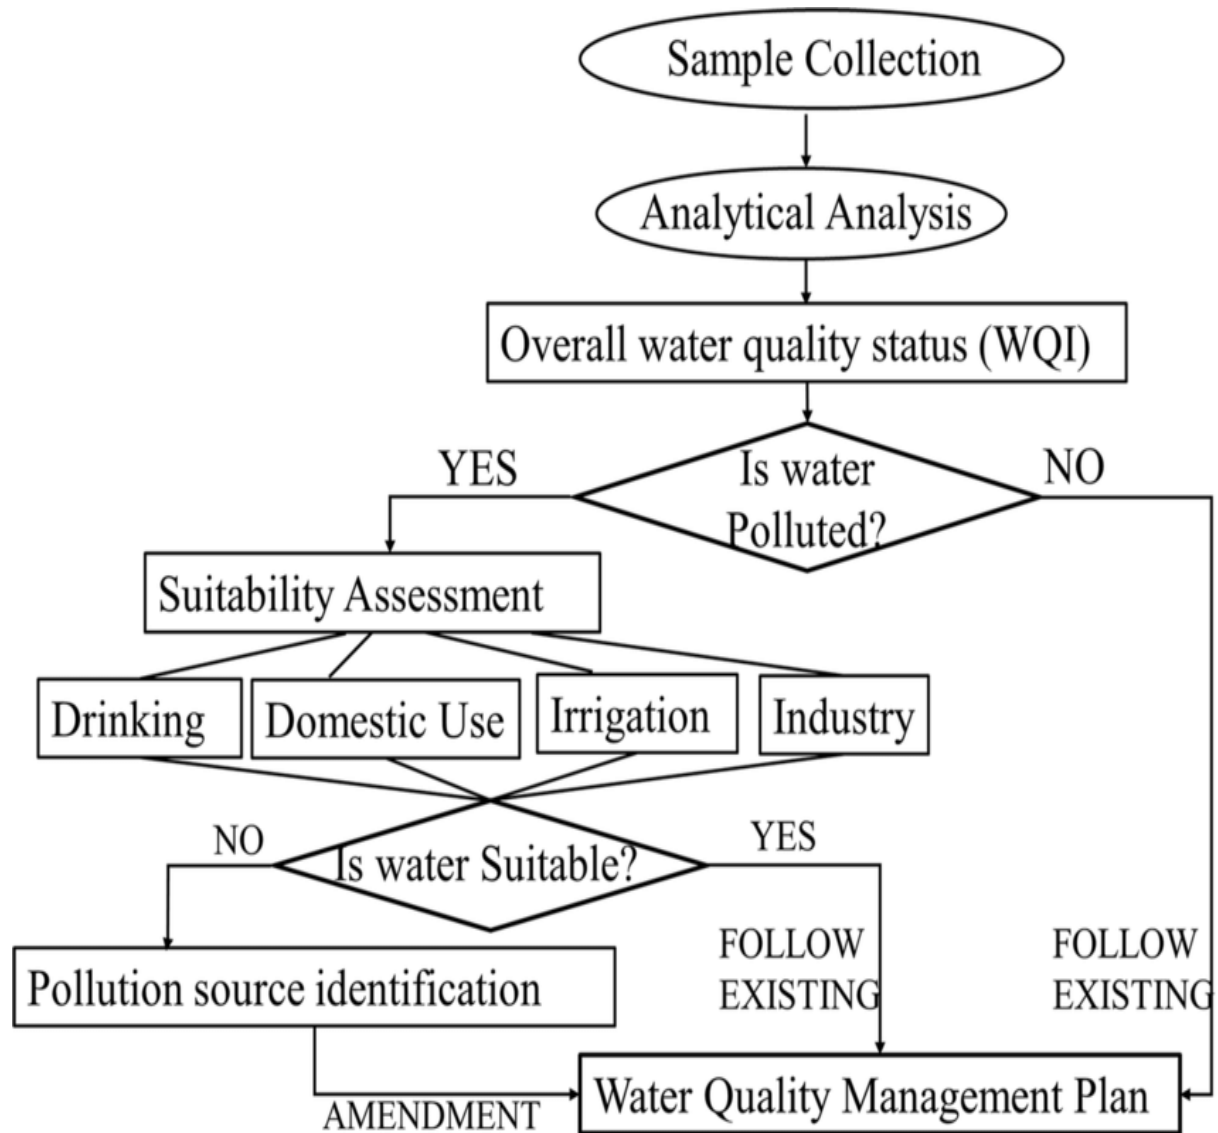 Sample Collection
Analytical Analysis
Overall water quality status (WQI)
YES
Is water
Polluted?
NO
Suitability Assessment
Drinking
Domestic Use
Irrigation
Industry
NO
Is water Suitable?
YES
Pollution source identification
FOLLOW
EXISTING
FOLLOW
EXISTING
AMENDMENT
Water Quality Management Plan